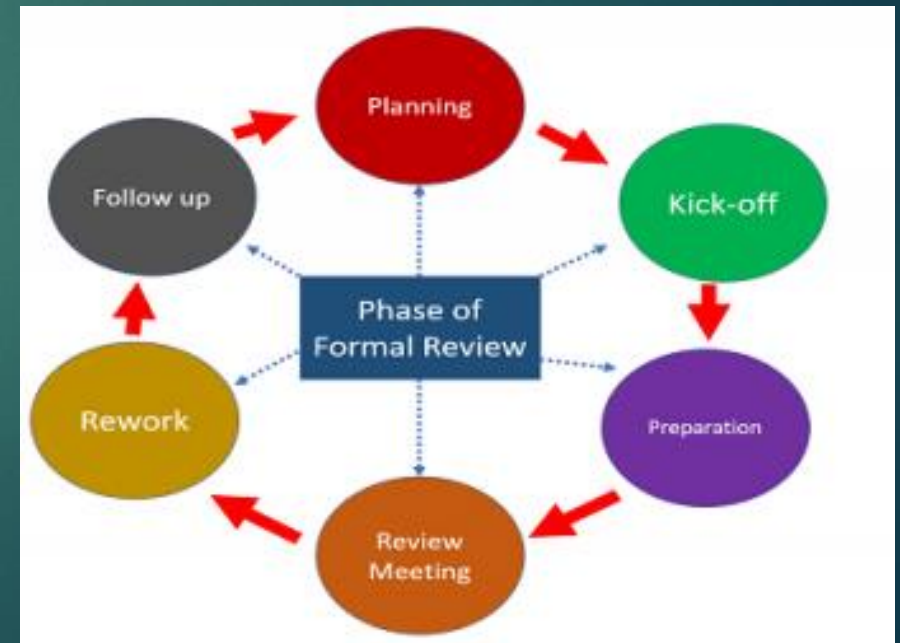 Planning
Kick-off
Preparation
Review
Meeting
Rework
Follow up
Phase of
Formal Review